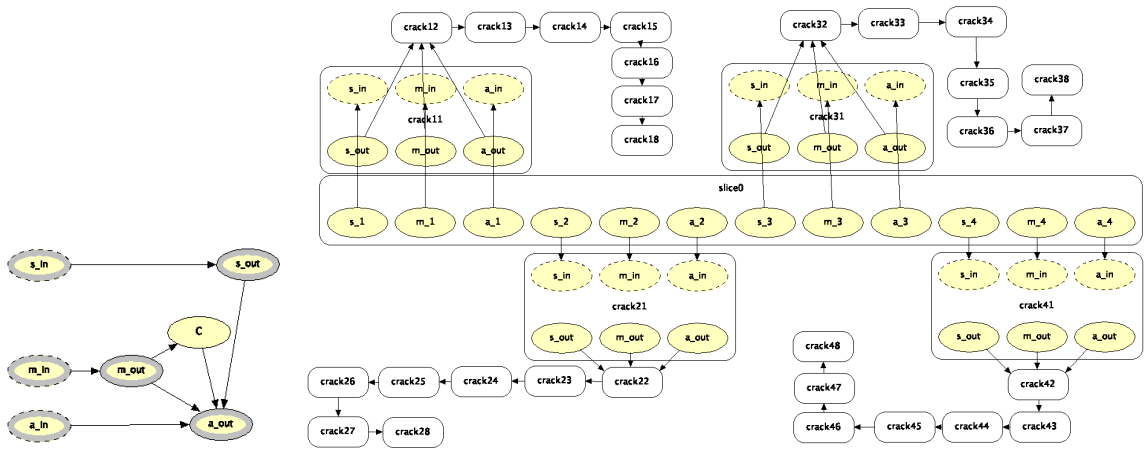 s_in
s_out
C
m_in
m_out
a_in
a_out
crack12
crack13
crack14
crack15
crack16
crack17
crack18
s_in
m_in
a_in
crack11
s_out
m_out
a_out
crack32
crack33
crack34
crack35
crack36
crack37
crack38
s_in
m_in
a_in
crack31
s_out
m_out
a_out
slice0
s_1
m_1
a_1
s_2
m_2
a_2
s_3
m_3
a_3
s_4
m_4
a_4
s_in
m_in
a_in
crack21
s_out
m_out
a_out
crack22
crack23
crack24
crack25
crack26
crack27
crack28
s_in
m_in
a_in
crack41
s_out
m_out
a_out
crack42
crack43
crack44
crack45
crack46
crack47
crack48